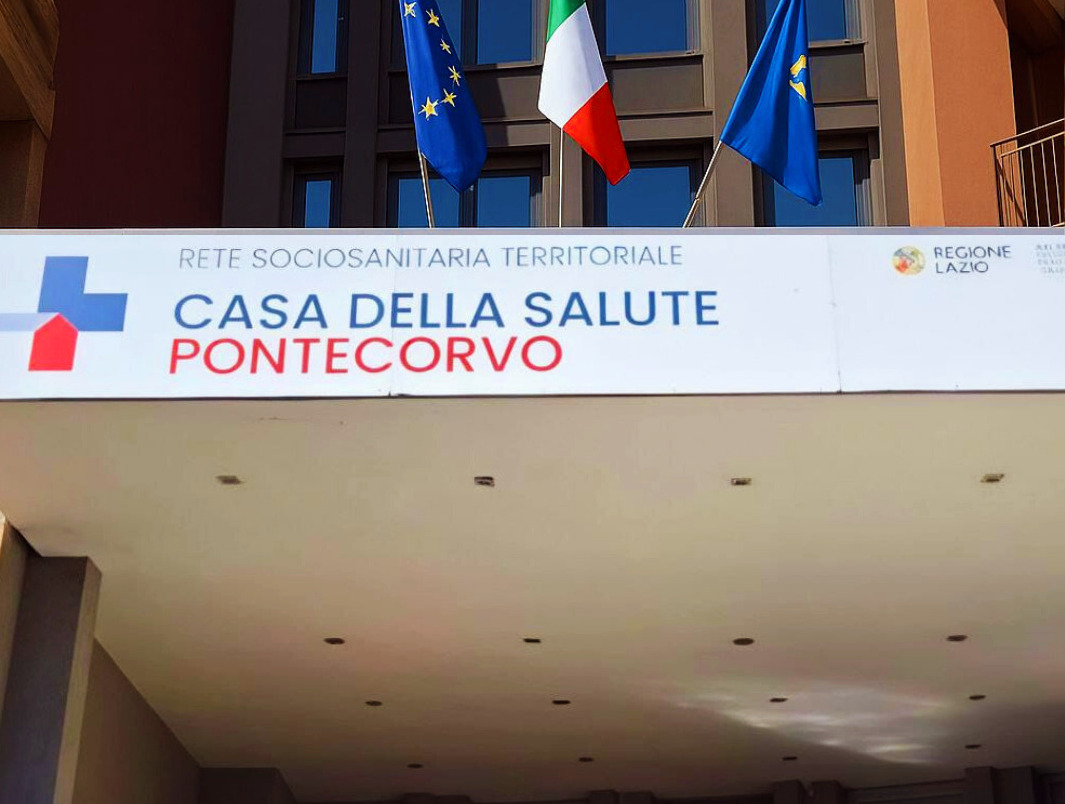 RETE SOCIOSANITARIA TERRITORIALE
CASA DELLA SALUTE
PONTECORVO
REGIONE
LAZIO